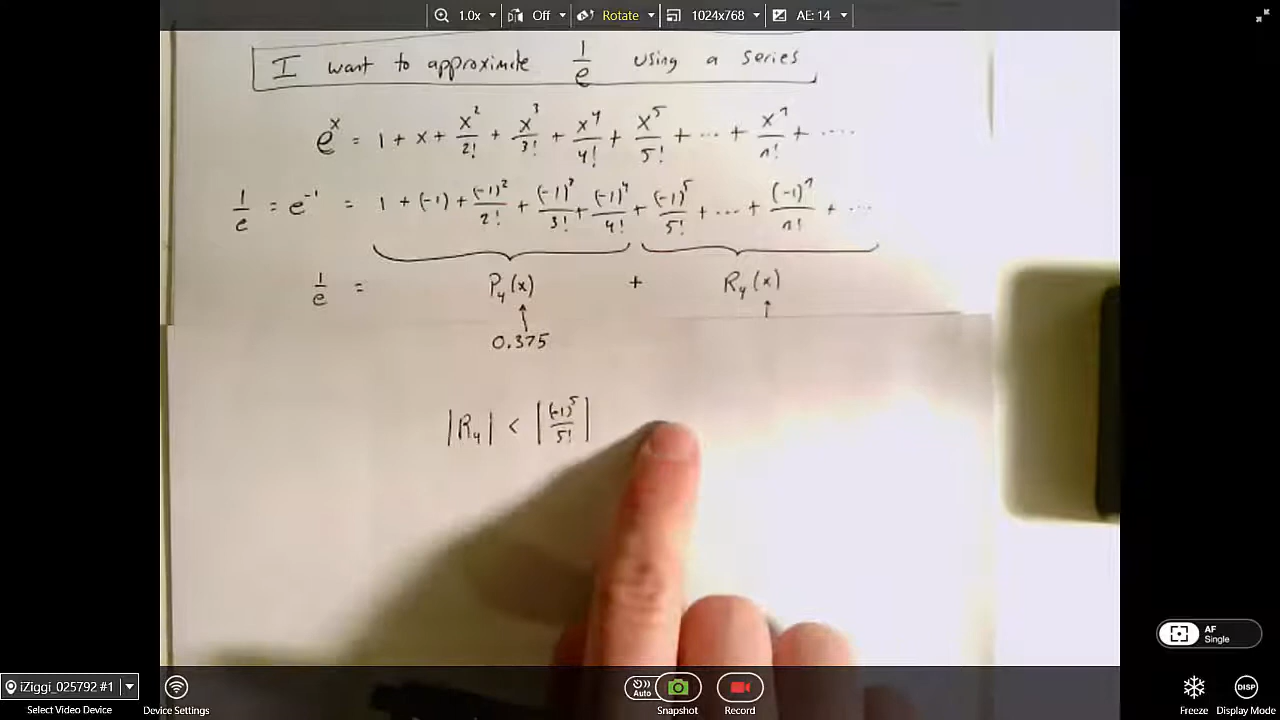 1.0x Off Rotate 1024x768 AE: 14
I want to approximate 1/e using a series
e^x = 1 + x + x^2/2! + x^3/3! + x^4/4! + x^5/5! + ... + x^n/n! + ....
1/e = e^-1 = 1 + (-1) + (-1)^2/2! + (-1)^3/3! + (-1)^4/4! + (-1)^5/5! + ... + (-1)^n/n! + ...
1/e = P4(x) + R4(x)
0.375
|R4| < |(-1)^5/5!|
AF
Single
iZiggi_025792 #1
Select Video Device
Device Settings
Auto
Snapshot
Record
Freeze
DISP
Display Mode